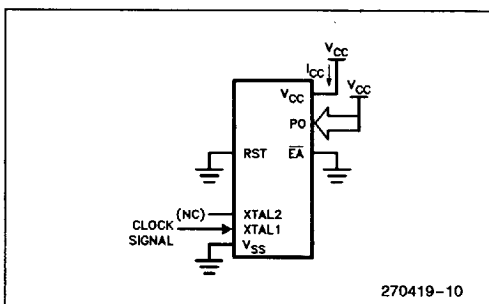 VCC
ICC
VCC
VCC
P0
RST
EA
(NC)
XTAL2
CLOCK
SIGNAL
XTAL1
VSS
270419-10